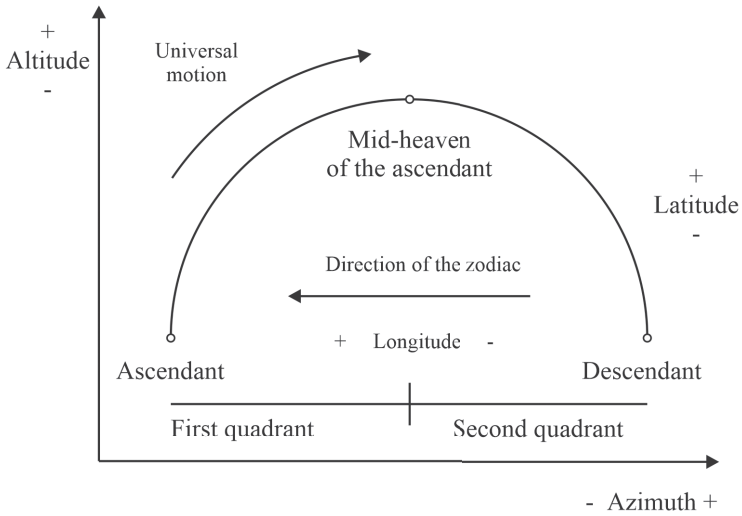 +
Altitude
-
Universal
motion
Mid-heaven
of the ascendant
+
Latitude
-
Direction of the zodiac
+ Longitude -
Ascendant
Descendant
First quadrant
Second quadrant
- Azimuth +